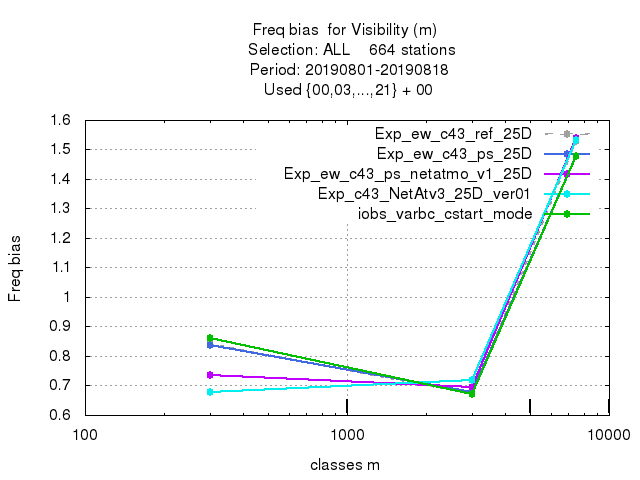 Freq bias  for Visibility (m)
Selection: ALL    664 stations
Period: 20190801-20190818
Used {00,03,...,21} + 00
Exp_ew_c43_ref_25D
Exp_ew_c43_ps_25D
Exp_ew_c43_ps_netatmo_v1_25D
Exp_c43_NetAtv3_25D_ver01
iobs_varbc_cstart_mode
1.6
1.5
1.4
1.3
1.2
1.1
1
0.9
0.8
0.7
0.6
Freq bias
100
1000
10000
classes m